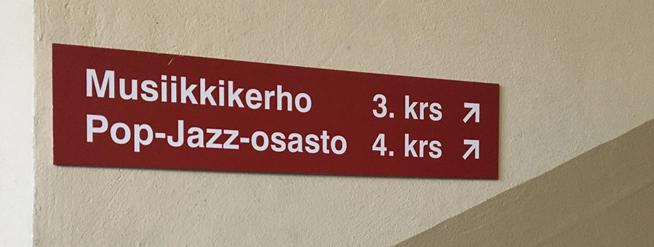 Musiikkikerho 3. krs ↗
Pop-Jazz-osasto 4. krs ↗